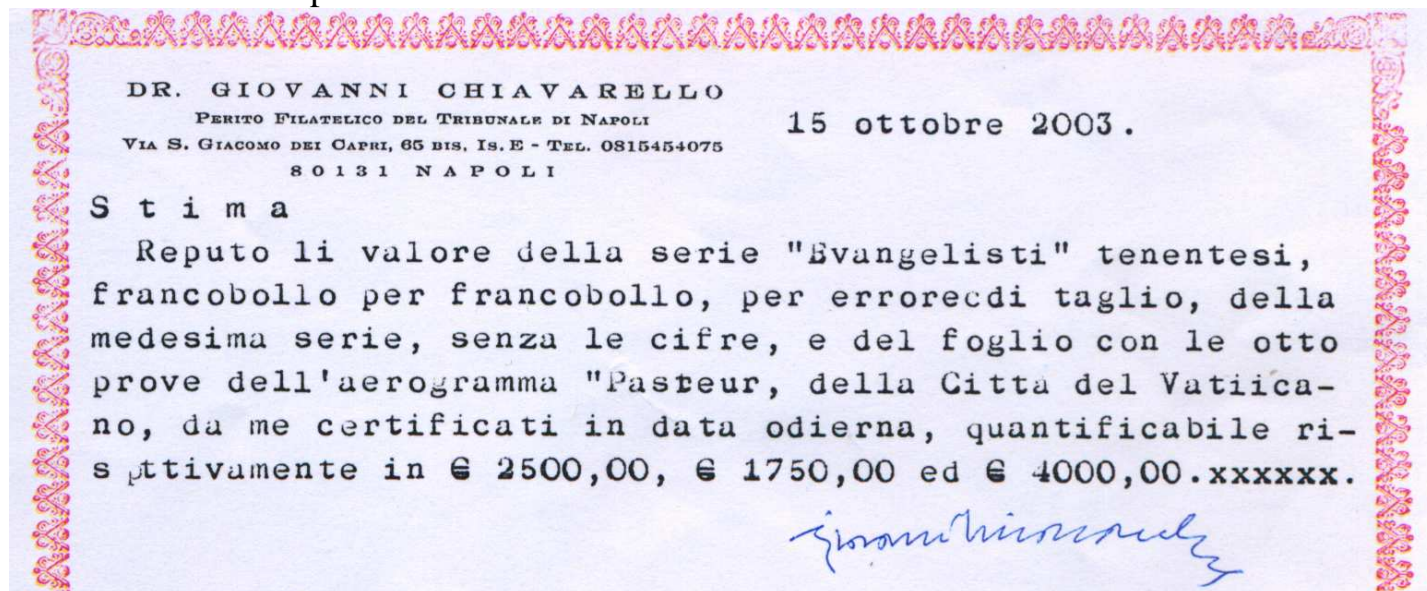 DR. GIOVANNI CHIAVARELLO
PERITO FILATELICO DEL TRIBUNALE DI NAPOLI
VIA S. GIACOMO DEI CAPRI, 65 BIS. IS. E - TEL. 0815454075
80131 NAPOLI
15 ottobre 2003.
S t i m a
Reputo li valore della serie "Evangelisti" tenentesi,
francobollo per francobollo, per errorecdi taglio, della
medesima serie, senza le cifre, e del foglio con le otto
prove dell'aerogramma "Pasteur, della Citta del Vatiica-
no, da me certificati in data odierna, quantificabile ri-
s pttivamente in € 2500,00, € 1750,00 ed € 4000,00.xxxxxx.